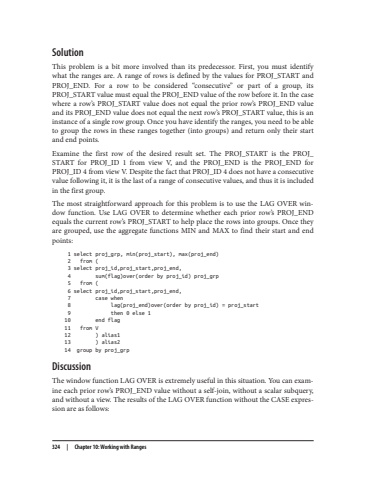 Solution
This problem is a bit more involved than its predecessor. First, you must identify
what the ranges are. A range of rows is defined by the values for PROJ_START and
PROJ_END. For a row to be considered “consecutive” or part of a group, its
PROJ_START value must equal the PROJ_END value of the row before it. In the case
where a row’s PROJ_START value does not equal the prior row’s PROJ_END value
and its PROJ_END value does not equal the next row’s PROJ_START value, this is an
instance of a single row group. Once you have identify the ranges, you need to be able
to group the rows in these ranges together (into groups) and return only their start
and end points.
Examine the first row of the desired result set. The PROJ_START is the PROJ_
START for PROJ_ID 1 from view V, and the PROJ_END is the PROJ_END for
PROJ_ID 4 from view V. Despite the fact that PROJ_ID 4 does not have a consecutive
value following it, it is the last of a range of consecutive values, and thus it is included
in the first group.
The most straightforward approach for this problem is to use the LAG OVER win-
dow function. Use LAG OVER to determine whether each prior row’s PROJ_END
equals the current row’s PROJ_START to help place the rows into groups. Once they
are grouped, use the aggregate functions MIN and MAX to find their start and end
points:
1 select proj_grp, min(proj_start), max(proj_end)
2 from (
3 select proj_id,proj_start,proj_end,
4 sum(flag)over(order by proj_id) proj_grp
5 from (
6 select proj_id,proj_start,proj_end,
7 case when
8 lag(proj_end)over(order by proj_id) = proj_start
9 then 0 else 1
10 end flag
11 from V
12 ) alias1
13 ) alias2
14 group by proj_grp
Discussion
The window function LAG OVER is extremely useful in this situation. You can exam-
ine each prior row’s PROJ_END value without a self-join, without a scalar subquery,
and without a view. The results of the LAG OVER function without the CASE expres-
sion are as follows:
324 | Chapter 10: Working with Ranges